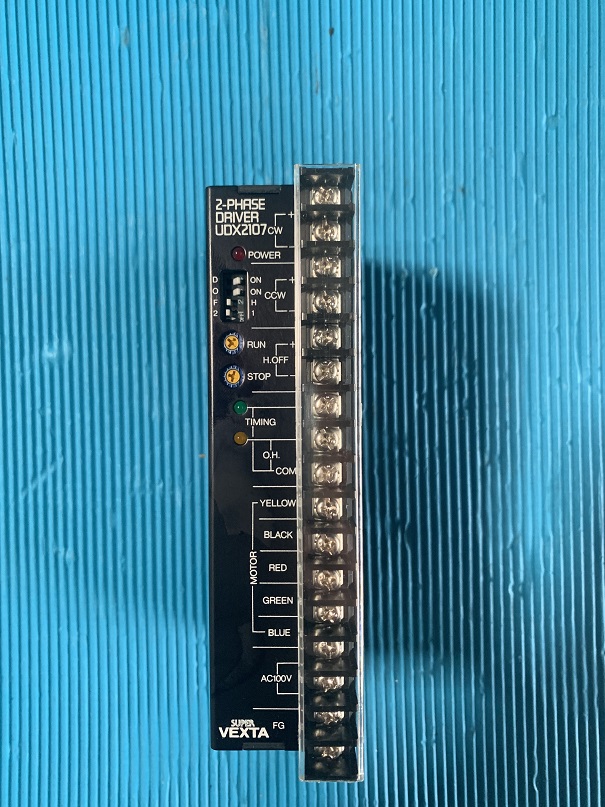 2-PHASE
DRIVER
UDX2107
+
CW
-
POWER
D ON
O ON
F H
2 1
+
CCW
-
RUN
+
H.OFF
-
STOP
TIMING
O.H.
COM
MOTOR
YELLOW
BLACK
RED
GREEN
BLUE
AC100V
FG
SUPER
VEXTA